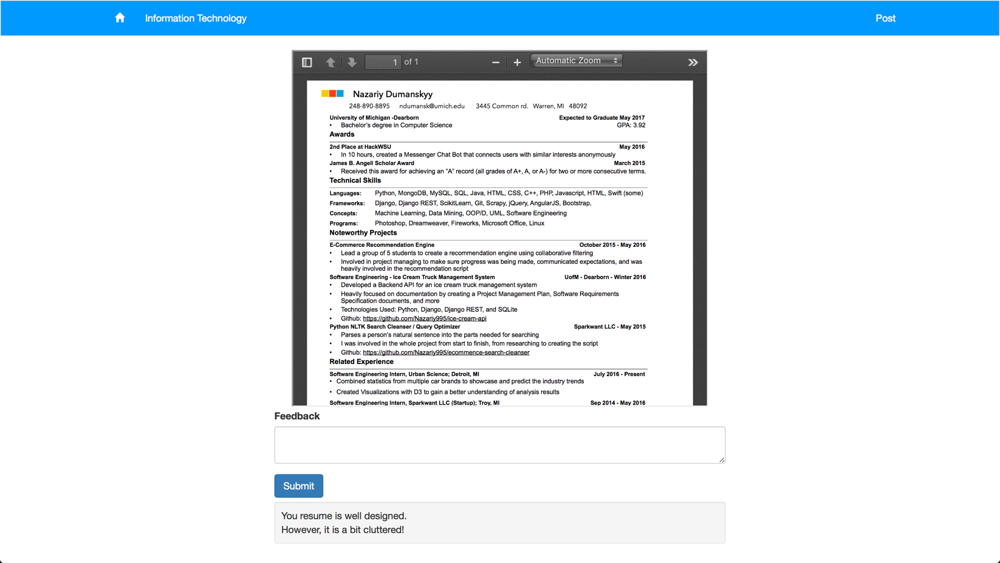 Information Technology
Post
1 of 1
Automatic Zoom
Nazariy Dumanskyy
248-890-8895 ndumansk@umich.edu 3445 Common rd. Warren, MI 48092
University of Michigan -Dearborn Expected to Graduate May 2017
• Bachelor's degree in Computer Science GPA: 3.92
Awards
2nd Place at HackWSU May 2016
• In 10 hours, created a Messenger Chat Bot that connects users with similar interests anonymously
James B. Angell Scholar Award March 2015
• Received this award for achieving an "A" record (all grades of A+, A, or A-) for two or more consecutive terms.
Technical Skills
Languages: Python, MongoDB, MySQL, SQL, Java, HTML, CSS, C++, PHP, Javascript, HTML, Swift (some)
Frameworks: Django, Django REST, ScikitLearn, Git, Scrapy, jQuery, AngularJS, Bootstrap,
Concepts: Machine Learning, Data Mining, OOP/D, UML, Software Engineering
Programs: Photoshop, Dreamweaver, Fireworks, Microsoft Office, Linux
Noteworthy Projects
E-Commerce Recommendation Engine October 2015 - May 2016
• Lead a group of 5 students to create a recommendation engine using collaborative filtering
• Involved in project managing to make sure progress was being made, communicated expectations, and was
heavily involved in the recommendation script
Software Engineering - Ice Cream Truck Management System UofM - Dearborn - Winter 2016
• Developed a Backend API for an ice cream truck management system
• Heavily focused on documentation by creating a Project Management Plan, Software Requirements
Specification documents, and more
• Technologies Used: Python, Django, Django REST, and SQLite
• Github: https://github.com/Nazariy995/ice-cream-api
Python NLTK Search Cleanser / Query Optimizer Sparkwant LLC - May 2015
• Parses a person's natural sentence into the parts needed for searching
• I was involved in the whole project from start to finish, from researching to creating the script
• Github: https://github.com/Nazariy995/ecommence-search-cleanser
Related Experience
Software Engineering Intern, Urban Science; Detroit, MI July 2016 - Present
• Combined statistics from multiple car brands to showcase and predict the industry trends
• Created Visualizations with D3 to gain a better understanding of analysis results
Software Engineering Intern, Sparkwant LLC (Startup); Troy, MI Sep 2014 - May 2016
Feedback
Submit
You resume is well designed.
However, it is a bit cluttered!